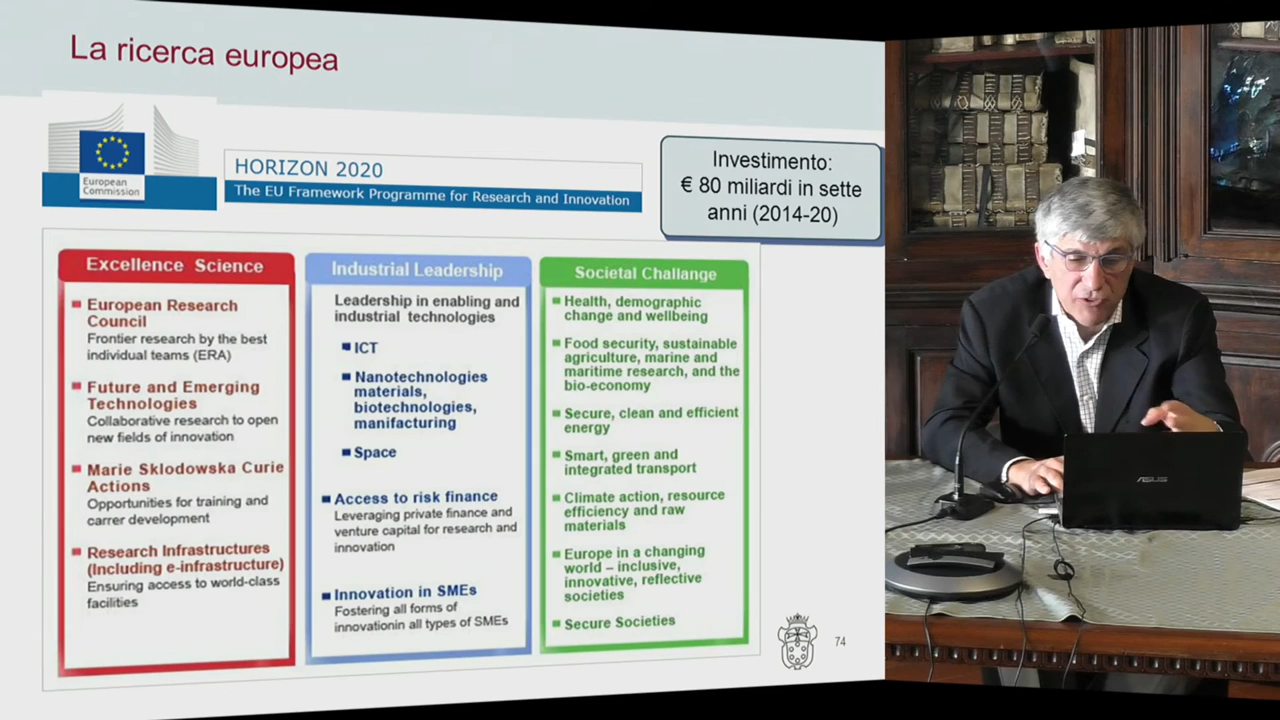 La ricerca europea
European
Commission
HORIZON 2020
The EU Framework Programme for Research and Innovation
Investimento:
€ 80 miliardi in sette
anni (2014-20)
Excellence Science
European Research
Council
Frontier research by the best
individual teams (ERA)
Future and Emerging
Technologies
Collaborative research to open
new fields of innovation
Marie Sklodowska Curie
Actions
Opportunities for training and
carrer development
Research Infrastructures
(Including e-infrastructure)
Ensuring access to world-class
facilities
Industrial Leadership
Leadership in enabling and
industrial technologies
ICT
Nanotechnologies
materials,
biotechnologies,
manifacturing
Space
Access to risk finance
Leveraging private finance and
venture capital for research and
innovation
Innovation in SMEs
Fostering all forms of
innovationin all types of SMEs
Societal Challange
Health, demographic
change and wellbeing
Food security, sustainable
agriculture, marine and
maritime research, and the
bio-economy
Secure, clean and efficient
energy
Smart, green and
integrated transport
Climate action, resource
efficiency and raw
materials
Europe in a changing
world – inclusive,
innovative, reflective
societies
Secure Societies
74
ASUS